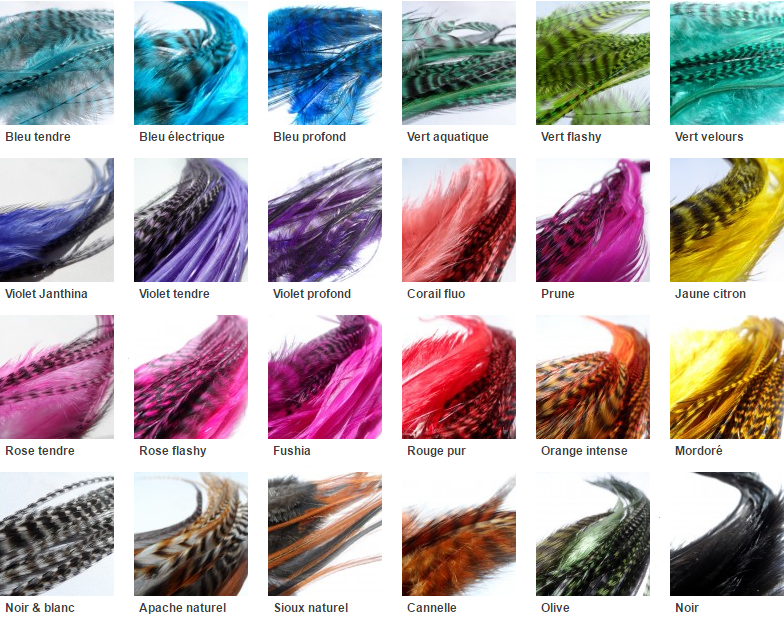 Bleu tendre
Bleu électrique
Bleu profond
Vert aquatique
Vert flashy
Vert velours
Violet Janthina
Violet tendre
Violet profond
Corail fluo
Prune
Jaune citron
Rose tendre
Rose flashy
Fushia
Rouge pur
Orange intense
Mordoré
Noir & blanc
Apache naturel
Sioux naturel
Cannelle
Olive
Noir